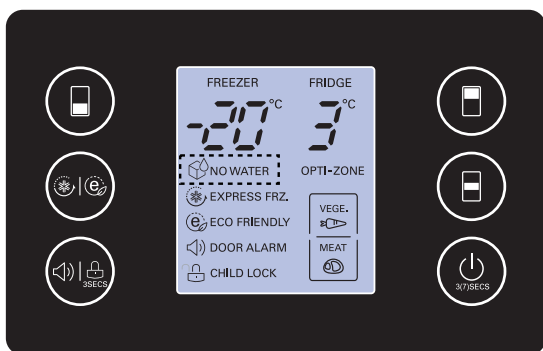 FREEZER FRIDGE
-20°C 3°C
NO WATER OPTI-ZONE
EXPRESS FRZ.
VEGE.
ECO FRIENDLY
DOOR ALARM MEAT
CHILD LOCK
e
e
3SECS
3(7)SECS